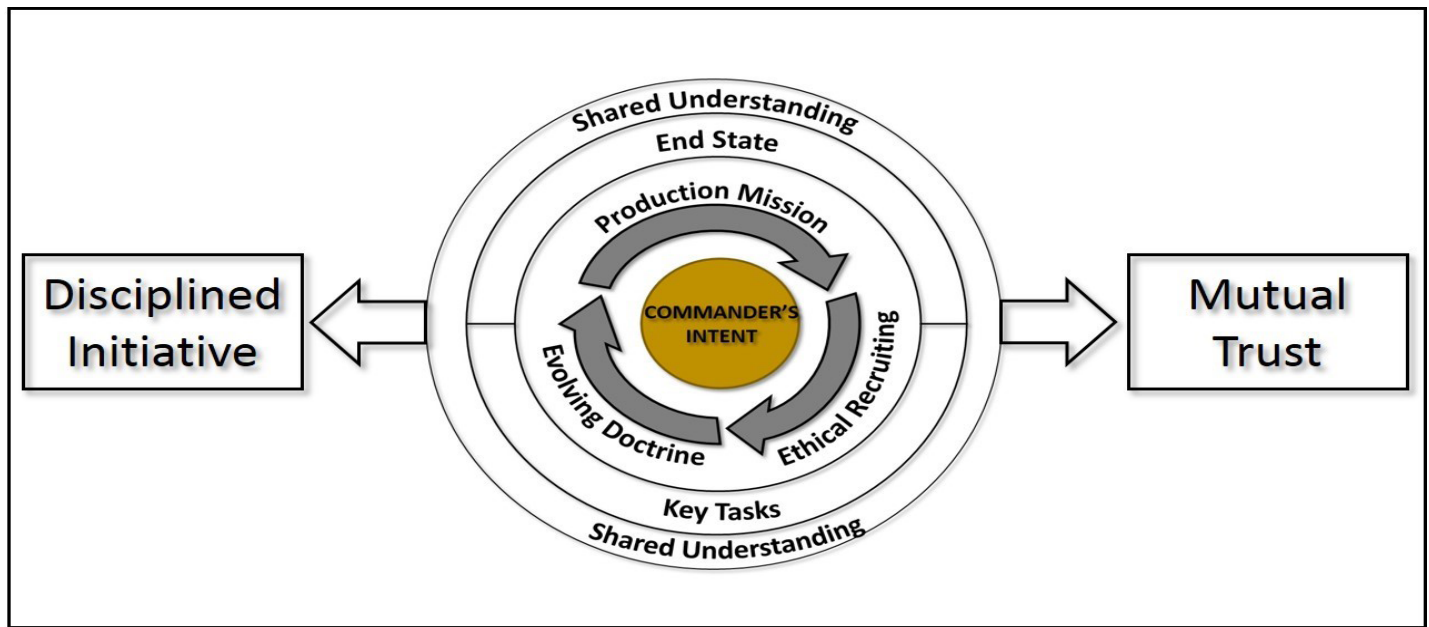 Shared Understanding
End State
Production Mission
Disciplined
Initiative
COMMANDER'S
INTENT
Mutual
Trust
Evolving Doctrine
Ethical Recruiting
Key Tasks
Shared Understanding